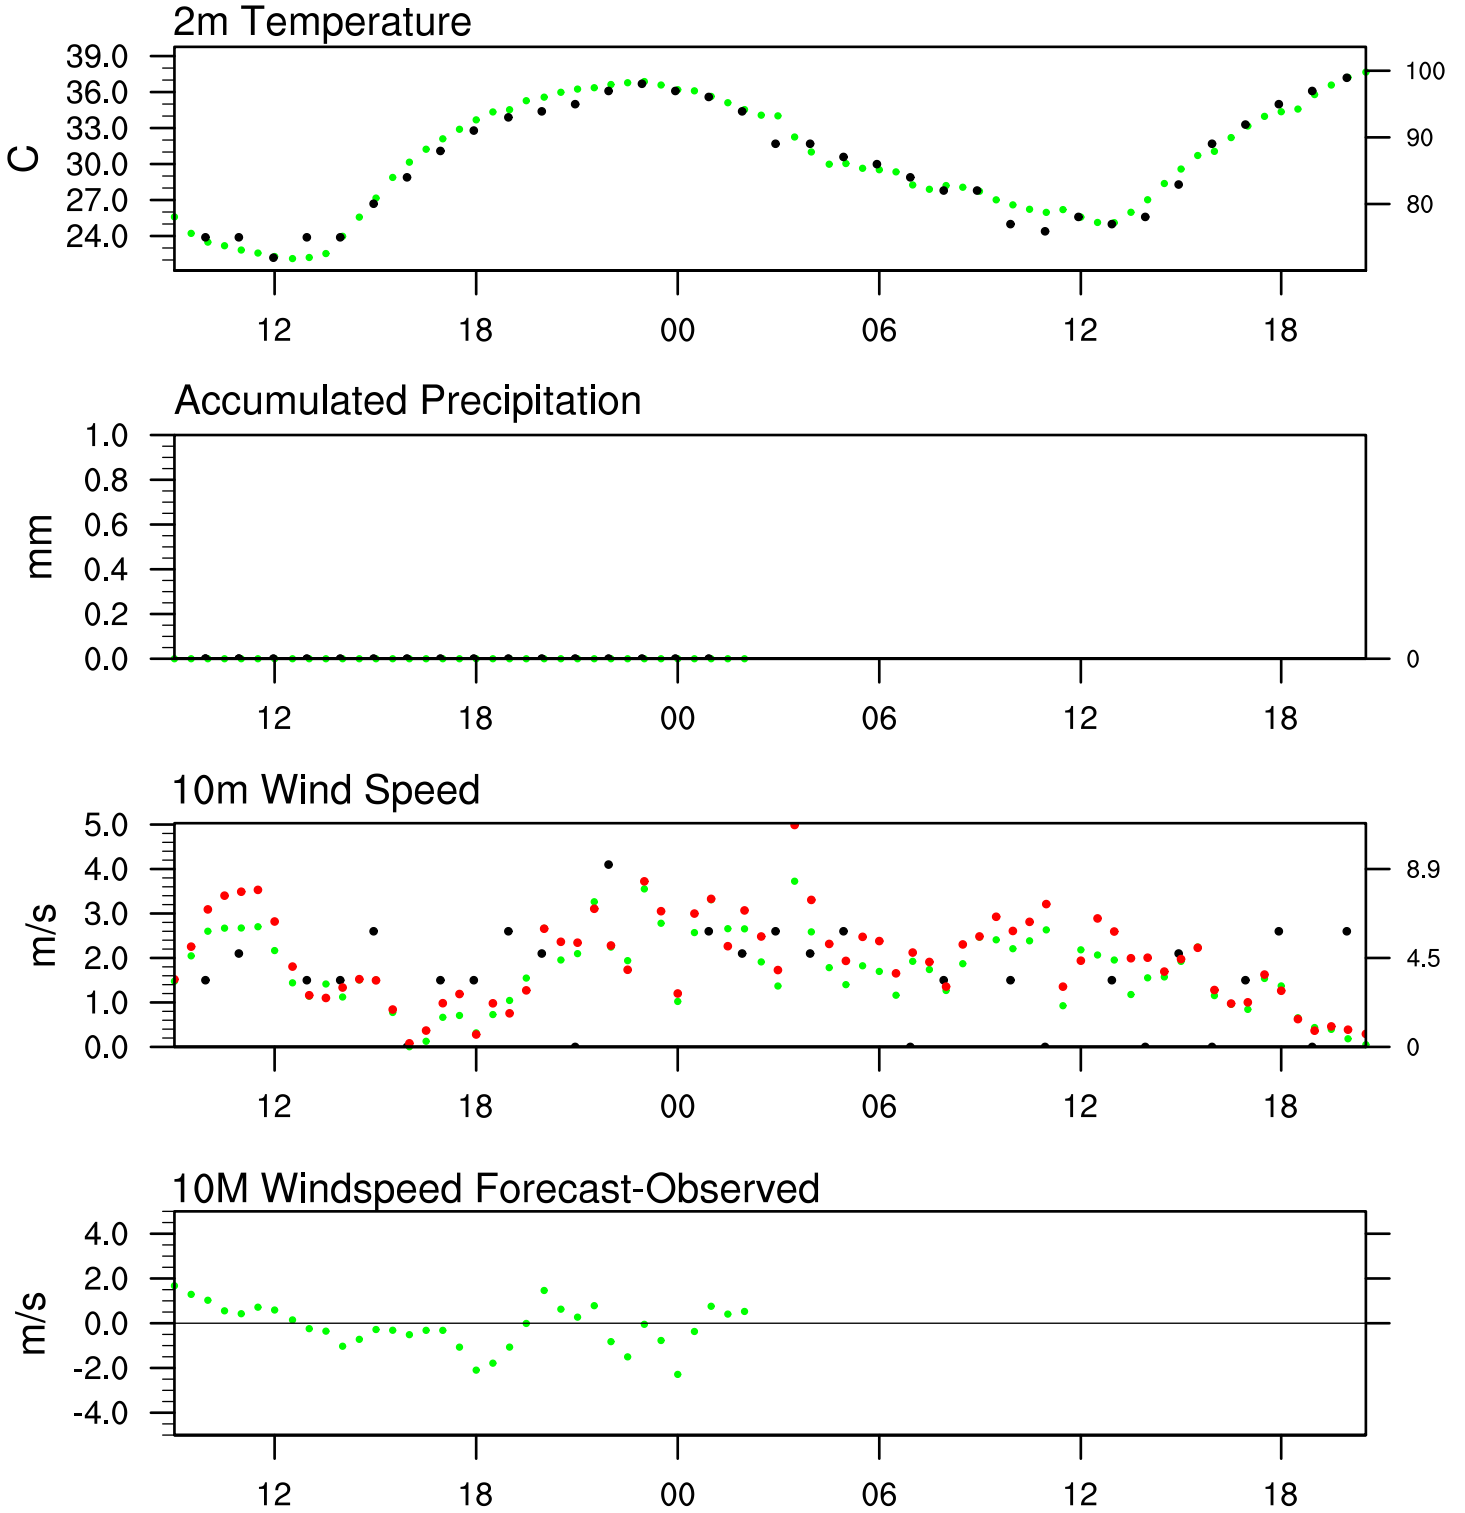 2m Temperature
39.0
36.0
33.0
30.0
27.0
24.0
C
100
90
80
12 18 00 06 12 18
Accumulated Precipitation
1.0
0.8
0.6
0.4
0.2
0.0
mm
0
12 18 00 06 12 18
10m Wind Speed
5.0
4.0
3.0
2.0
1.0
0.0
m/s
8.9
4.5
0
12 18 00 06 12 18
10M Windspeed Forecast-Observed
4.0
2.0
0.0
-2.0
-4.0
m/s
12 18 00 06 12 18